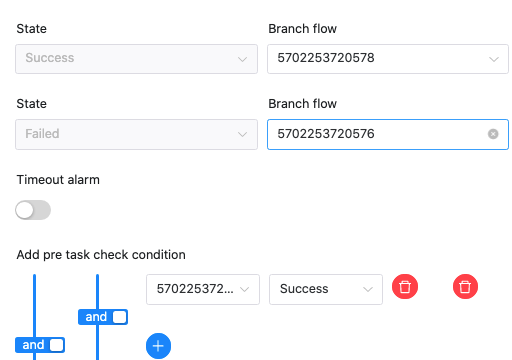 State Branch flow
Success 5702253720578
State Branch flow
Failed 5702253720576
Timeout alarm
Add pre task check condition
570225372... Success
and
and